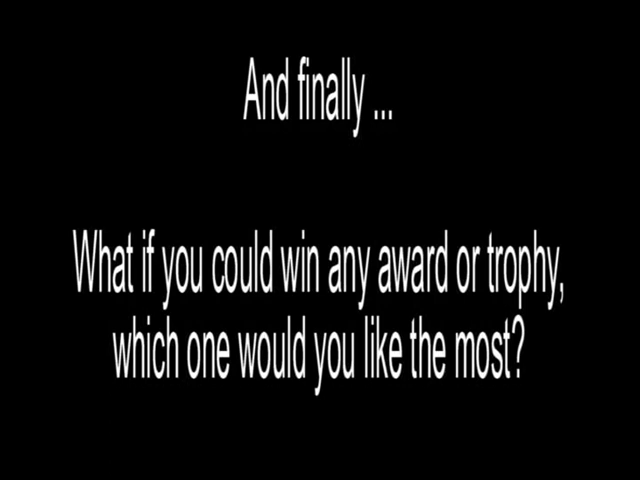 And finally ...
What if you could win any award or trophy,
which one would you like the most?